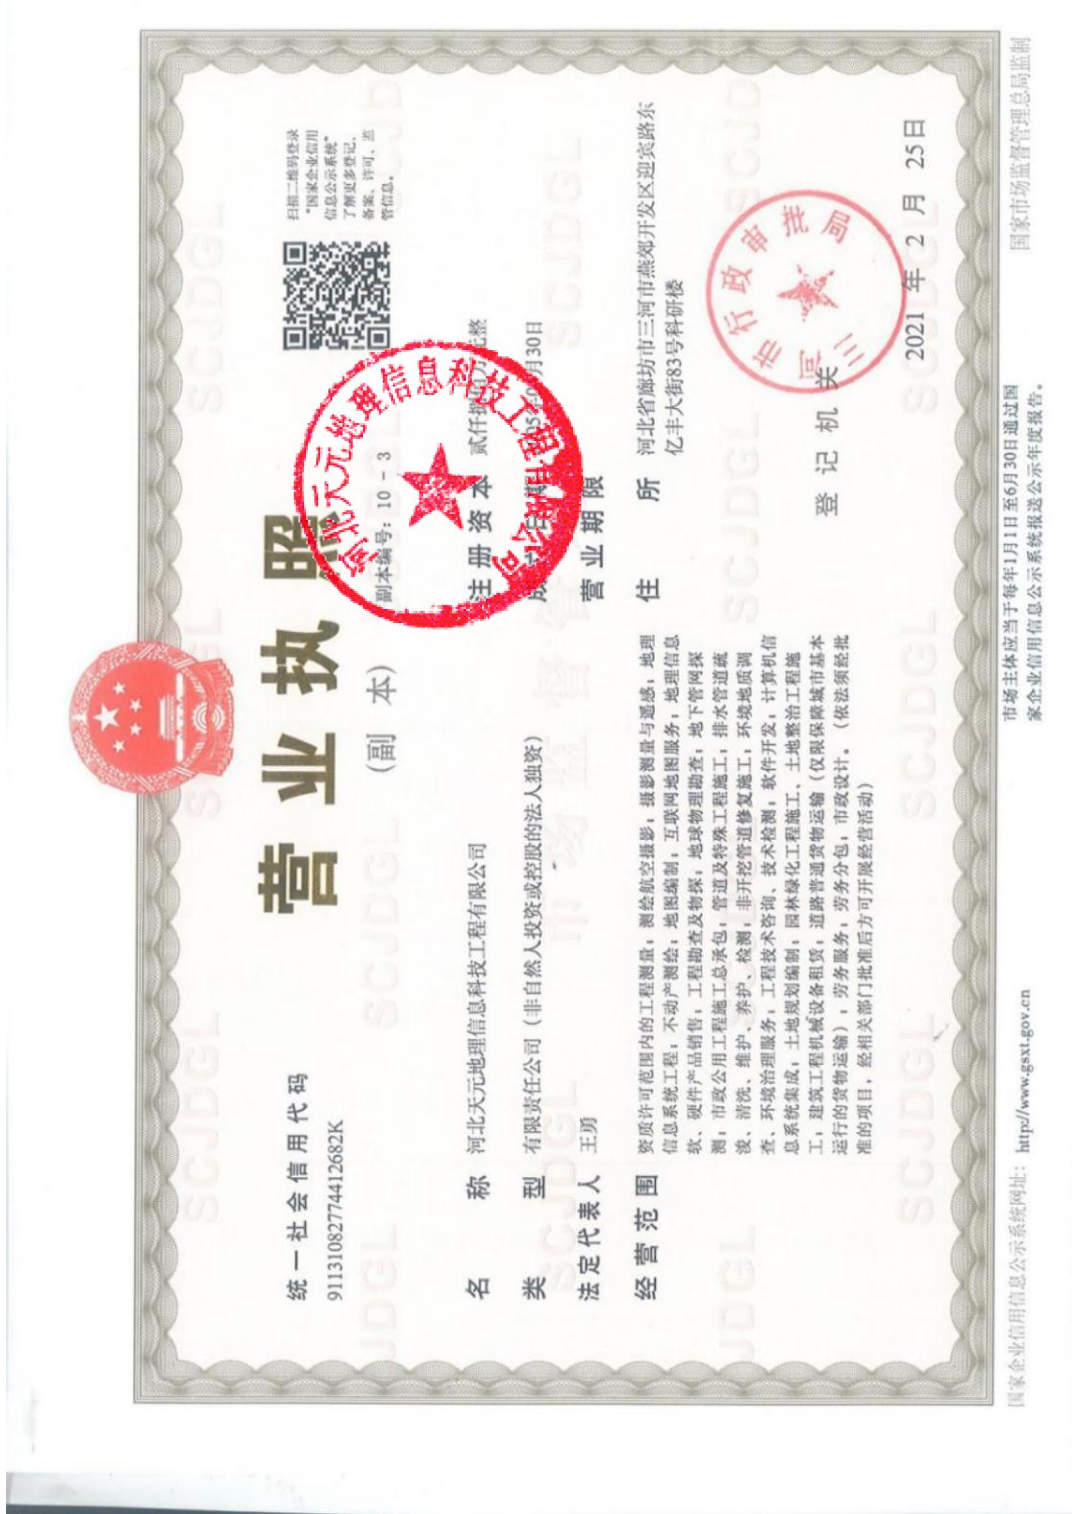 营业执照
(副 本)
副本编号：10 - 3
扫描二维码登录
“国家企业信用
信息公示系统”
了解更多登记、
备案、许可、监
管信息。
统一社会信用代码
91131082774412682K
名 称 河北天元地理信息科技工程有限公司
类 型 有限责任公司（非自然人投资或控股的法人独资）
法定代表人 王勇
经营范围 资质许可范围内的工程测量；测绘航空摄影；摄影测量与遥感；地理
信息系统工程；不动产测绘；地图编制；互联网地图服务；地理信息
软、硬件产品销售；工程勘查及物探；地球物理勘查；地下管网探
测；市政公用工程施工总承包；管道及特殊工程施工；排水管道疏
浚、清洗、维护、养护、检测；非开挖管道修复施工；环境地质调
查、环境治理服务；工程技术咨询、技术检测；软件开发；计算机信
息系统集成；土地规划编制；园林绿化工程施工、土地整治工程施
工；建筑工程机械设备租赁；道路普通货物运输（仅限保障城市基本
运行的货物运输）；劳务服务；劳务分包；市政设计。（依法须经批
准的项目，经相关部门批准后方可开展经营活动）
注册资本 贰仟 整
成 日期 月30日
营业期限
住 所 河北省廊坊市三河市燕郊开发区迎宾路东
亿丰大街83号科研楼
河北天元地理信息科技工程有限公司
登记机关
三河市行政审批局
2021 年 2 月 25日
国家企业信用信息公示系统网址： http://www.gsxt.gov.cn
市场主体应当于每年1月1日至6月30日通过国
家企业信用信息公示系统报送公示年度报告。
国家市场监督管理总局监制